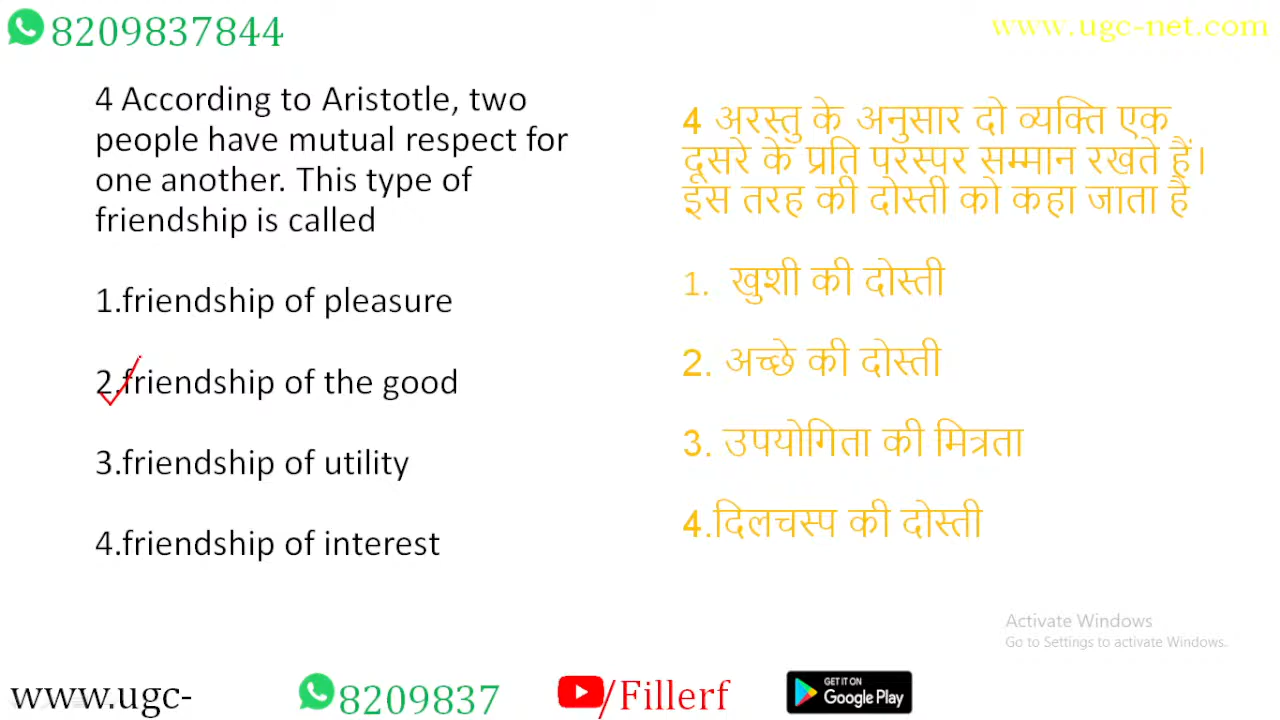 8209837844
www.ugc-net.com
4 According to Aristotle, two
people have mutual respect for
one another. This type of
friendship is called
1.friendship of pleasure
2.friendship of the good
3.friendship of utility
4.friendship of interest
4 अरस्तु के अनुसार दो व्यक्ति एक
दूसरे के प्रति परस्पर सम्मान रखते हैं।
इस तरह की दोस्ती को कहा जाता है
1. खुशी की दोस्ती
2. अच्छे की दोस्ती
3. उपयोगिता की मित्रता
4.दिलचस्प की दोस्ती
Activate Windows
Go to Settings to activate Windows.
www.ugc-
8209837
/Fillerf
GET IT ON
Google Play